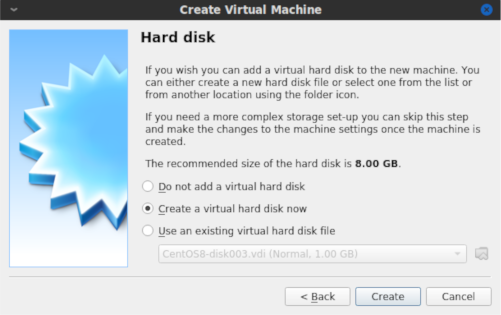 Create Virtual Machine
Hard disk
If you wish you can add a virtual hard disk to the new machine. You
can either create a new hard disk file or select one from the list or
from another location using the folder icon.
If you need a more complex storage set-up you can skip this step
and make the changes to the machine settings once the machine is
created.
The recommended size of the hard disk is 8.00 GB.
Do not add a virtual hard disk
Create a virtual hard disk now
Use an existing virtual hard disk file
CentOS8-disk003.vdi (Normal, 1.00 GB)
< Back
Create
Cancel